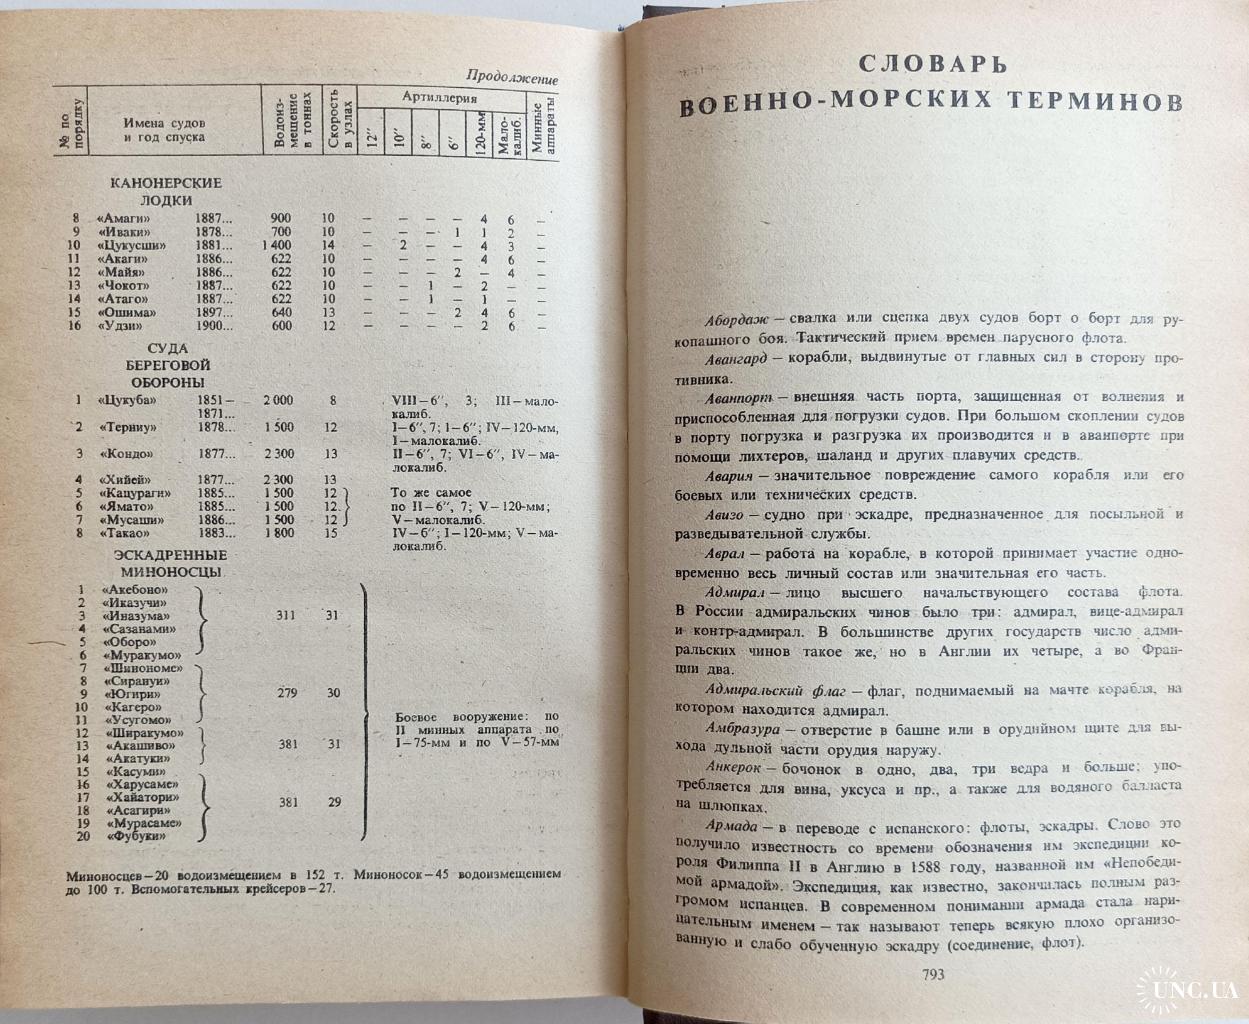 Продолжение
№ по порядку
Имена судов и год спуска
Водоизмещение в тоннах
Скорость в узлах
Артиллерия
12″ 10″ 8″ 6″ 120-мм Малокалиб.
Минные аппараты
КАНОНЕРСКИЕ
ЛОДКИ
8 «Амаги» 1887... 900 10 – – – – 4 6 –
9 «Иваки» 1878... 700 10 – – – 1 1 2 –
10 «Цукусши» 1881... 1 400 14 – 2 – – 4 3 –
11 «Акаги» 1886... 622 10 – – – – 4 6 –
12 «Майя» 1886... 622 10 – – – 2 – 4 –
13 «Чокот» 1887... 622 10 – – 1 – 2 – –
14 «Атаго» 1887... 622 10 – – 1 – 1 – –
15 «Ошима» 1897... 640 13 – – – 2 4 6 –
16 «Удзи» 1900... 600 12 – – – – 2 6 –
СУДА
БЕРЕГОВОЙ
ОБОРОНЫ
1 «Цукуба» 1851– 2 000 8 VIII–6″, 3; III–мало-
1871... калиб.
2 «Терниу» 1878... 1 500 12 I–6″, 7; I–6″; IV–120-мм,
I–малокалиб.
3 «Кондо» 1877... 2 300 13 II–6″, 7; VI–6″, IV–ма-
локалиб.
4 «Хийей» 1877... 2 300 13
5 «Кацураги» 1885... 1 500 12 То же самое
6 «Ямато» 1885... 1 500 12 по II–6″, 7; V–120-мм;
7 «Мусаши» 1886... 1 500 12 V–малокалиб.
8 «Такао» 1883... 1 800 15 IV–6″; I–120-мм; V–ма-
локалиб.
ЭСКАДРЕННЫЕ
МИНОНОСЦЫ
1 «Акебоно»
2 «Иказучи»
3 «Иназума» 311 31
4 «Сазанами»
5 «Оборо»
6 «Муракумо»
7 «Шинономе»
8 «Сирануи»
9 «Югири» 279 30
10 «Кагеро»
11 «Усугомо» Боевое вооружение: по
12 «Ширакумо» II минных аппарата по
13 «Акашиво» 381 31 I–75-мм и по V–57-мм
14 «Акатуки»
15 «Касуми»
16 «Харусаме»
17 «Хайатори» 381 29
18 «Асагири»
19 «Мурасаме»
20 «Фубуки»
Миноносцев–20 водоизмещением в 152 т. Миноносок–45 водоизмещением
до 100 т. Вспомогательных крейсеров–27.
СЛОВАРЬ
ВОЕННО-МОРСКИХ ТЕРМИНОВ
Абордаж – свалка или сцепка двух судов борт о борт для ру-
копашного боя. Тактический прием времен парусного флота.
Авангард – корабли, выдвинутые от главных сил в сторону про-
тивника.
Аванпорт – внешняя часть порта, защищенная от волнения и
приспособленная для погрузки судов. При большом скоплении судов
в порту погрузка и разгрузка их производится и в аванпорте при
помощи лихтеров, шаланд и других плавучих средств.
Авария – значительное повреждение самого корабля или его
боевых или технических средств.
Авизо – судно при эскадре, предназначенное для посыльной и
разведывательной службы.
Аврал – работа на корабле, в которой принимает участие одно-
временно весь личный состав или значительная его часть.
Адмирал – лицо высшего начальствующего состава флота.
В России адмиральских чинов было три: адмирал, вице-адмирал
и контр-адмирал. В большинстве других государств число адми-
ральских чинов такое же, но в Англии их четыре, а во Фран-
ции два.
Адмиральский флаг – флаг, поднимаемый на мачте корабля, на
котором находится адмирал.
Амбразура – отверстие в башне или в орудийном щите для вы-
хода дульной части орудия наружу.
Анкерок – бочонок в одно, два, три ведра и больше; упо-
требляется для вина, уксуса и пр., а также для водяного балласта
на шлюпках.
Армада – в переводе с испанского: флоты, эскадры. Слово это
получило известность со времени обозначения им экспедиции ко-
роля Филиппа II в Англию в 1588 году, названной им «Непобеди-
мой армадой». Экспедиция, как известно, закончилась полным раз-
громом испанцев. В современном понимании армада стала нари-
цательным именем – так называют теперь всякую плохо организо-
ванную и слабо обученную эскадру (соединение, флот).
793
UNC.UA